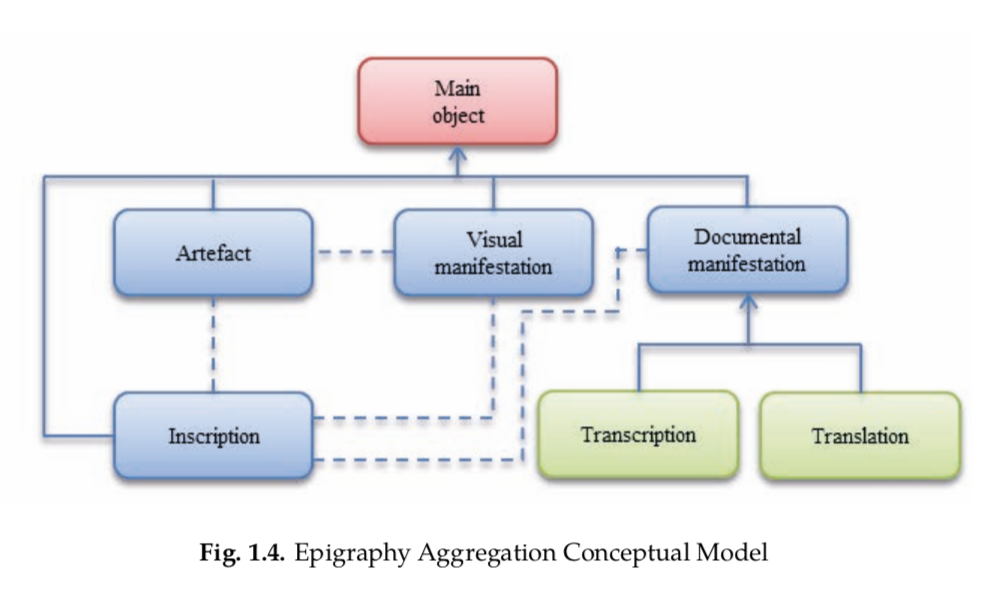 Main
object
Artefact
Visual
manifestation
Documental
manifestation
Inscription
Transcription
Translation
Fig. 1.4. Epigraphy Aggregation Conceptual Model